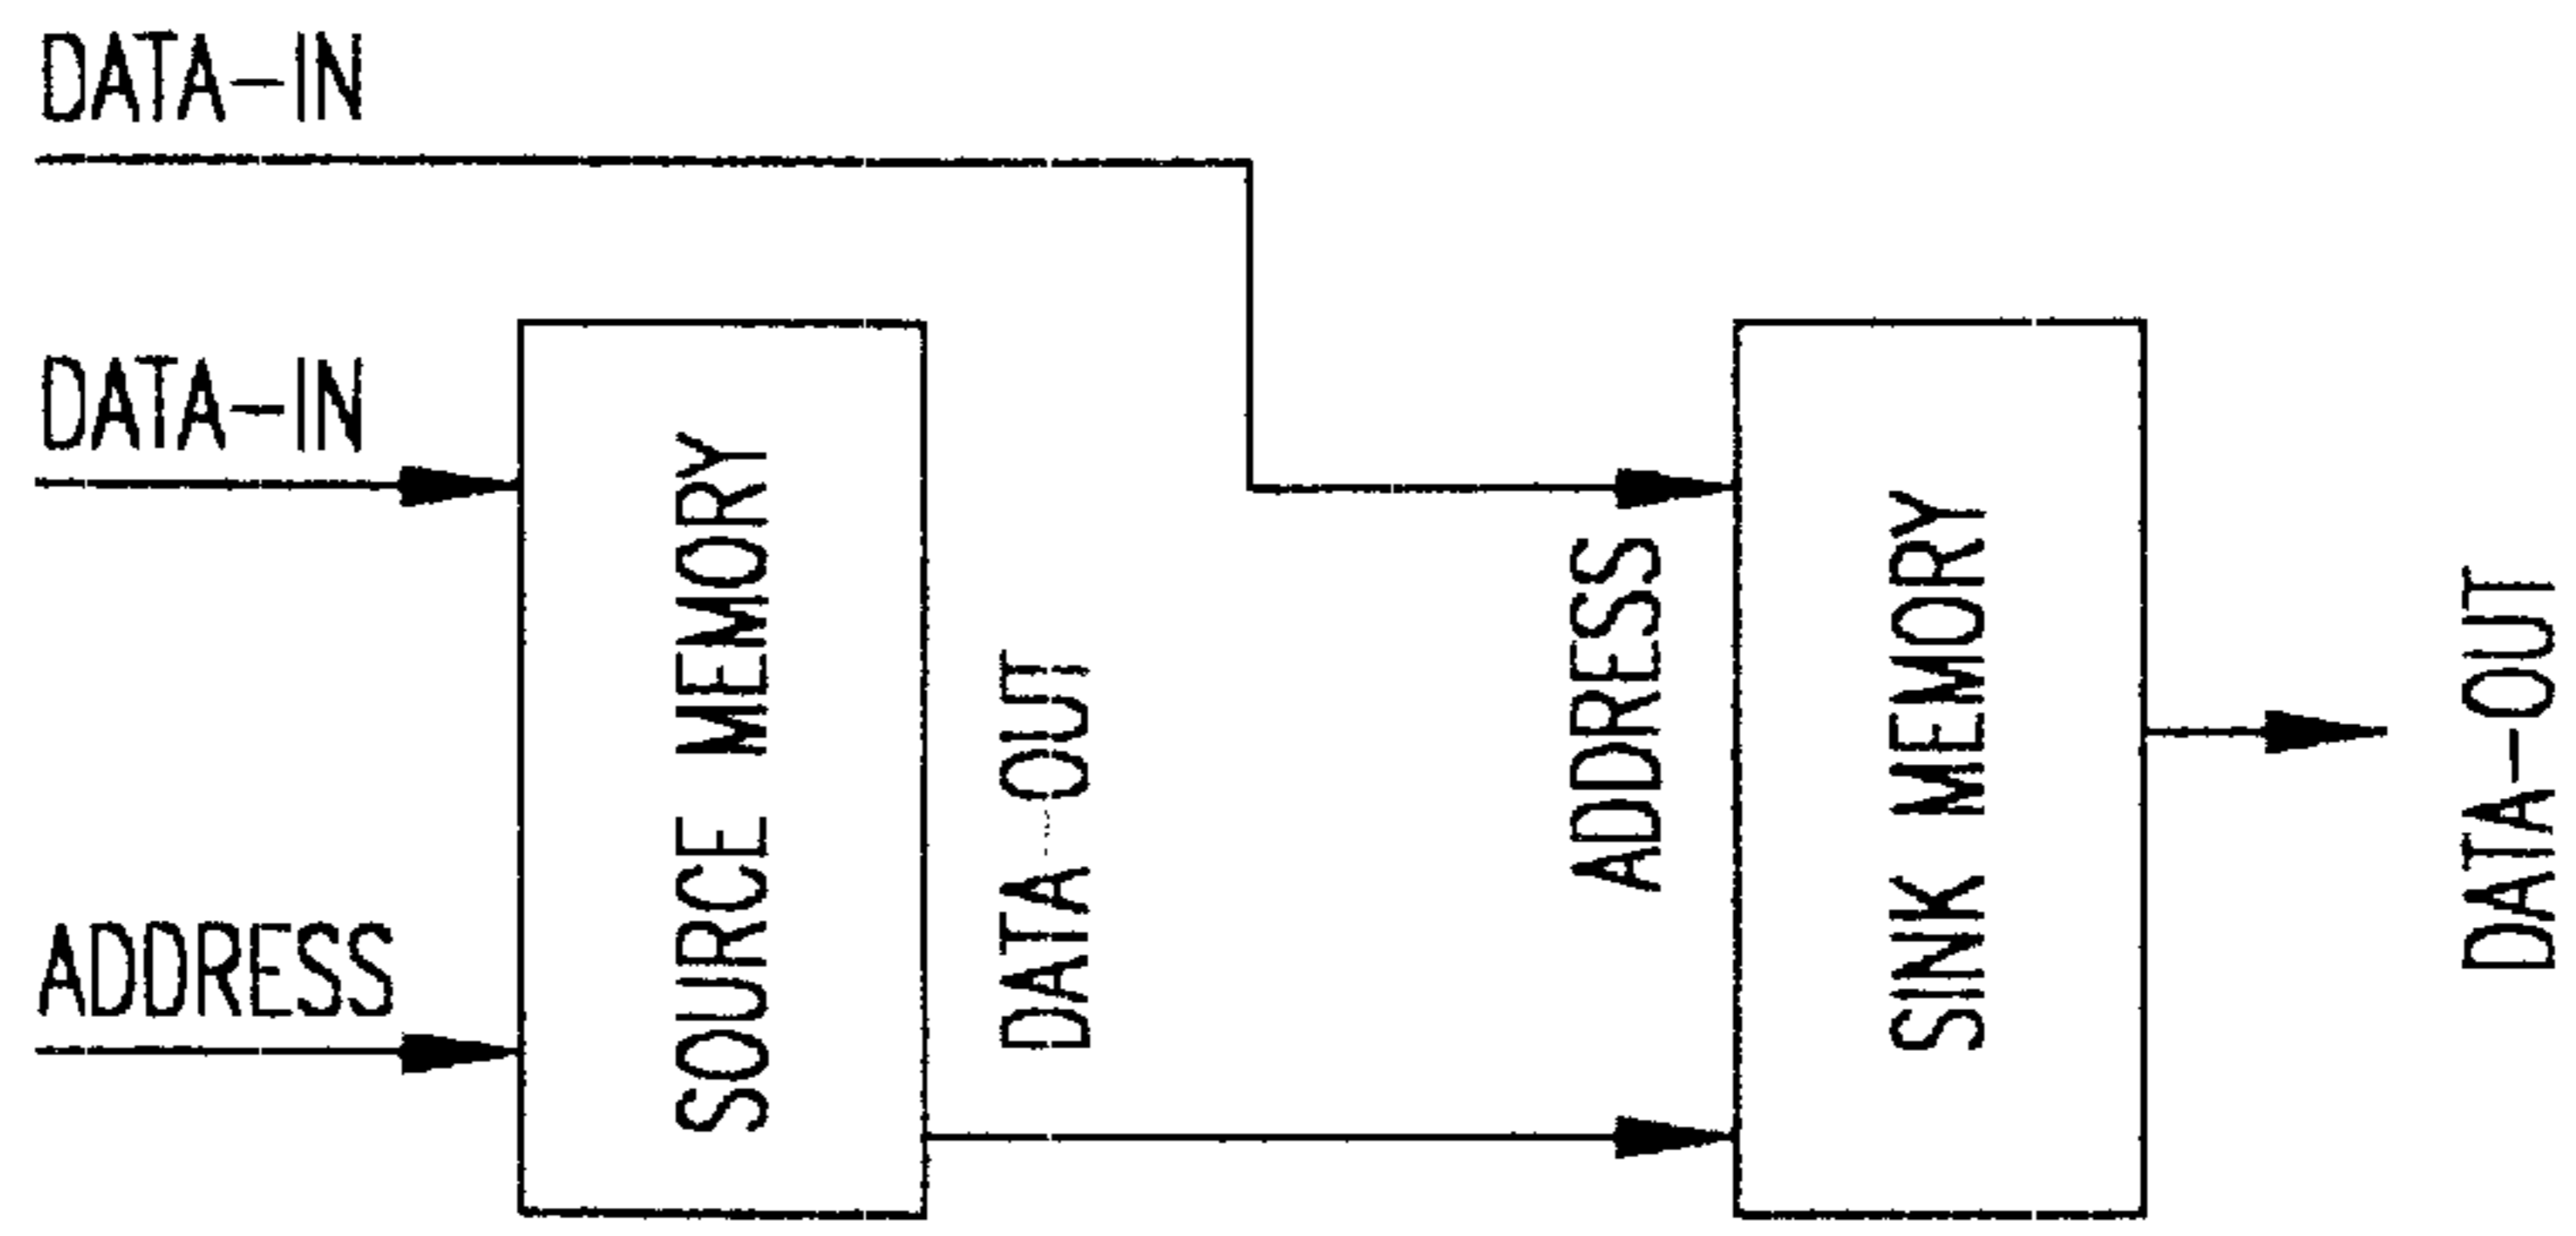 DATA-IN
DATA-IN
ADDRESS
SOURCE MEMORY
DATA-OUT
ADDRESS
SINK MEMORY
DATA-OUT